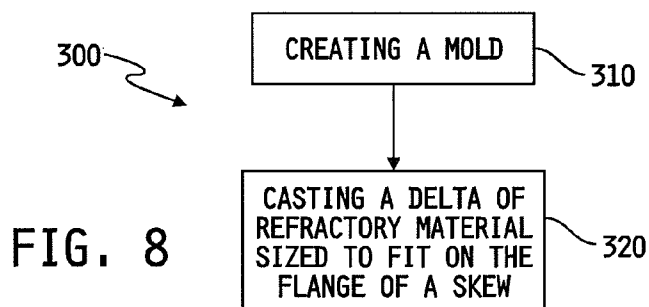 300
CREATING A MOLD
310
CASTING A DELTA OF
REFRACTORY MATERIAL
SIZED TO FIT ON THE
FLANGE OF A SKEW
320
FIG. 8